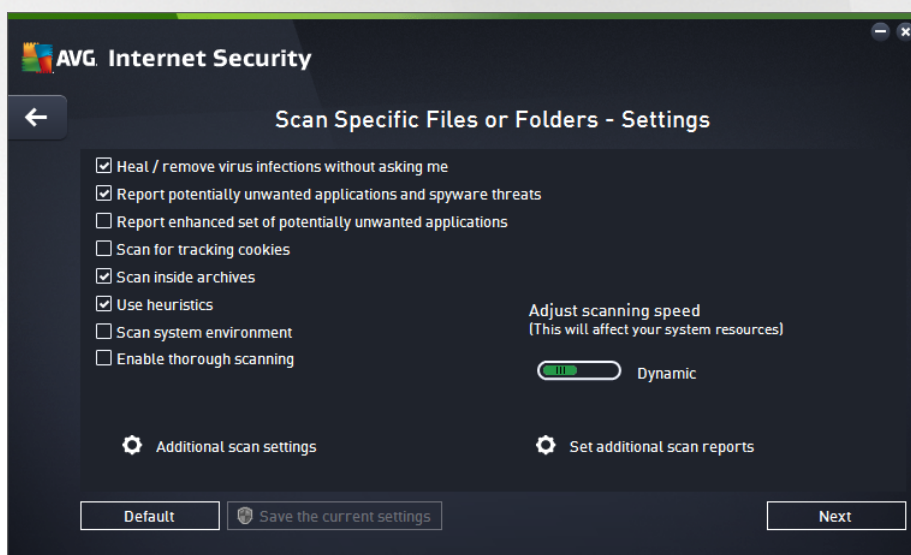 AVG. Internet Security
Scan Specific Files or Folders - Settings
Heal / remove virus infections without asking me
Report potentially unwanted applications and spyware threats
Report enhanced set of potentially unwanted applications
Scan for tracking cookies
Scan inside archives
Use heuristics
Scan system environment
Enable thorough scanning
Adjust scanning speed
(This will affect your system resources)
Dynamic
Additional scan settings
Set additional scan reports
Default
Save the current settings
Next